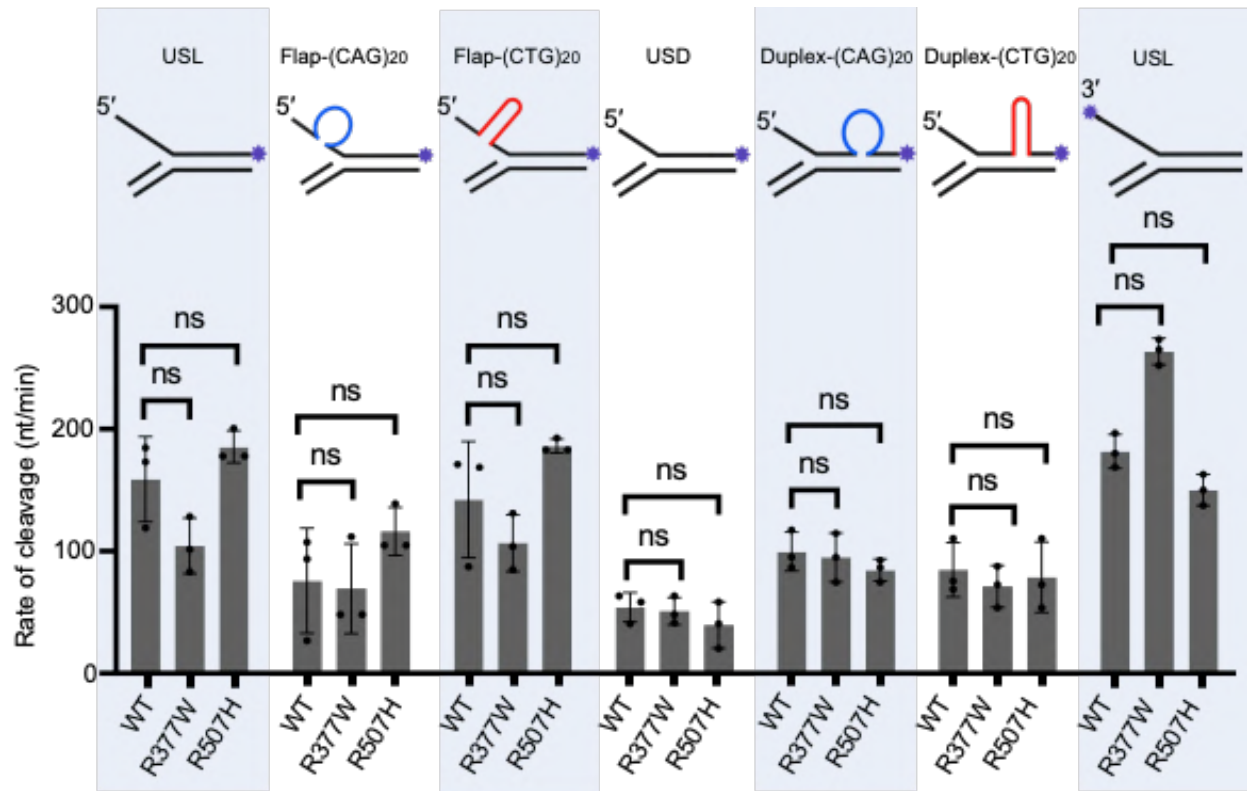 USL Flap-(CAG)20 Flap-(CTG)20 USD Duplex-(CAG)20 Duplex-(CTG)20 USL
5′ 5′ 5′ 5′ 5′ 5′ 3′
ns ns ns ns ns ns ns
ns ns ns ns ns ns ns
Rate of cleavage (nt/min)
300
200
100
0
WT R377W R507H WT R377W R507H WT R377W R507H WT R377W R507H WT R377W R507H WT R377W R507H WT R377W R507H